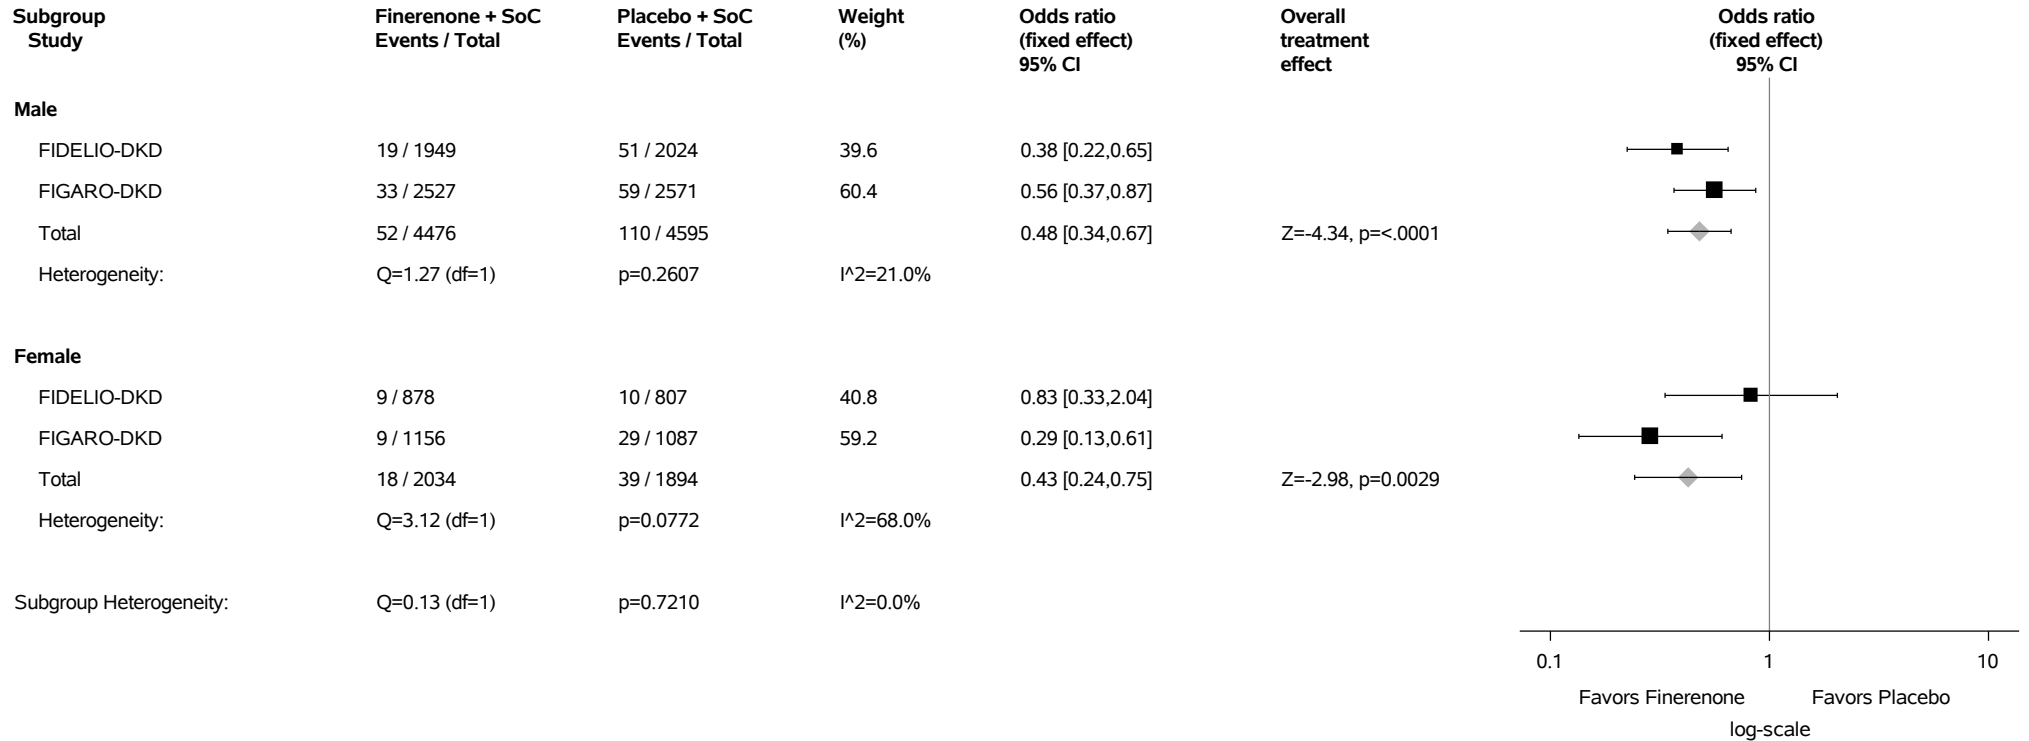 Subgroup Finerenone + SoC Placebo + SoC Weight Odds ratio Overall Odds ratio
Study Events / Total Events / Total (%) (fixed effect) treatment (fixed effect)
95% CI effect 95% CI
Male
FIDELIO-DKD 19 / 1949 51 / 2024 39.6 0.38 [0.22,0.65]
FIGARO-DKD 33 / 2527 59 / 2571 60.4 0.56 [0.37,0.87]
Total 52 / 4476 110 / 4595 0.48 [0.34,0.67] Z=-4.34, p=<.0001
Heterogeneity: Q=1.27 (df=1) p=0.2607 I^2=21.0%
Female
FIDELIO-DKD 9 / 878 10 / 807 40.8 0.83 [0.33,2.04]
FIGARO-DKD 9 / 1156 29 / 1087 59.2 0.29 [0.13,0.61]
Total 18 / 2034 39 / 1894 0.43 [0.24,0.75] Z=-2.98, p=0.0029
Heterogeneity: Q=3.12 (df=1) p=0.0772 I^2=68.0%
Subgroup Heterogeneity: Q=0.13 (df=1) p=0.7210 I^2=0.0%
0.1 1 10
Favors Finerenone Favors Placebo
log-scale